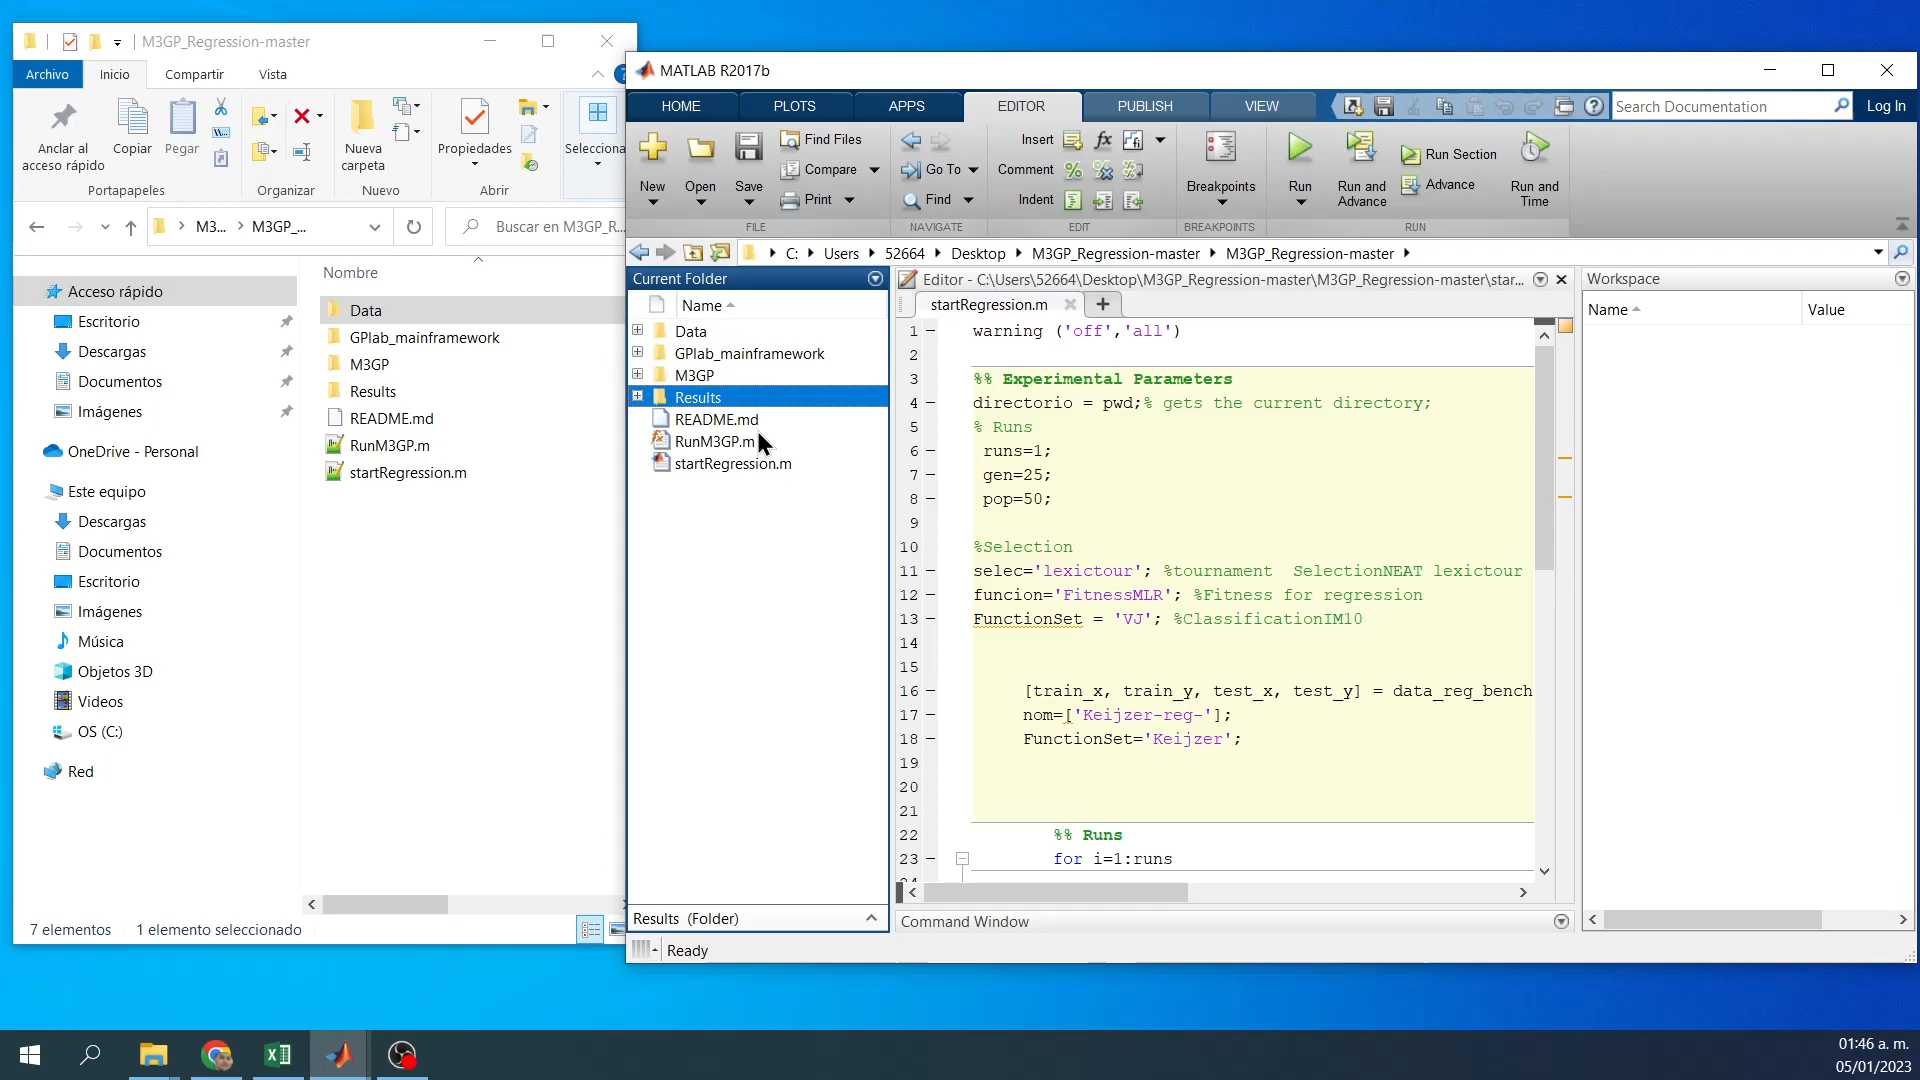 M3GP_Regression-master
Archivo
Inicio
Compartir
Vista
Anclar al
acceso rápido
Copiar
Pegar
Nueva
carpeta
Propiedades
Selecciona
Portapapeles
Organizar
Nuevo
Abrir
M3...
M3GP_...
Buscar en M3GP_R...
Acceso rápido
Escritorio
Descargas
Documentos
Imágenes
OneDrive - Personal
Este equipo
Descargas
Documentos
Escritorio
Imágenes
Música
Objetos 3D
Videos
OS (C:)
Red
Nombre
Data
GPlab_mainframework
M3GP
Results
README.md
RunM3GP.m
startRegression.m
7 elementos
1 elemento seleccionado
MATLAB R2017b
HOME
PLOTS
APPS
EDITOR
PUBLISH
VIEW
Search Documentation
Log In
New
Open
Save
Find Files
Compare
Print
Go To
Find
Insert
Comment
Indent
Breakpoints
Run
Run and
Advance
Run Section
Advance
Run and
Time
FILE
NAVIGATE
EDIT
BREAKPOINTS
RUN
C:
Users
52664
Desktop
M3GP_Regression-master
M3GP_Regression-master
Current Folder
Name
Data
GPlab_mainframework
M3GP
Results
README.md
RunM3GP.m
startRegression.m
Results (Folder)
Editor - C:\Users\52664\Desktop\M3GP_Regression-master\M3GP_Regression-master\star...
startRegression.m
1 warning ('off','all')
2
3 %% Experimental Parameters
4 directorio = pwd;% gets the current directory;
5 % Runs
6 runs=1;
7 gen=25;
8 pop=50;
9
10 %Selection
11 selec='lexictour'; %tournament SelectionNEAT lexictour
12 funcion='FitnessMLR'; %Fitness for regression
13 FunctionSet = 'VJ'; %ClassificationIM10
14
15
16 [train_x, train_y, test_x, test_y] = data_reg_bench
17 nom=['Keijzer-reg-'];
18 FunctionSet='Keijzer';
19
20
21
22 %% Runs
23 for i=1:runs
Command Window
Workspace
Name
Value
Ready
01:46 a. m.
05/01/2023